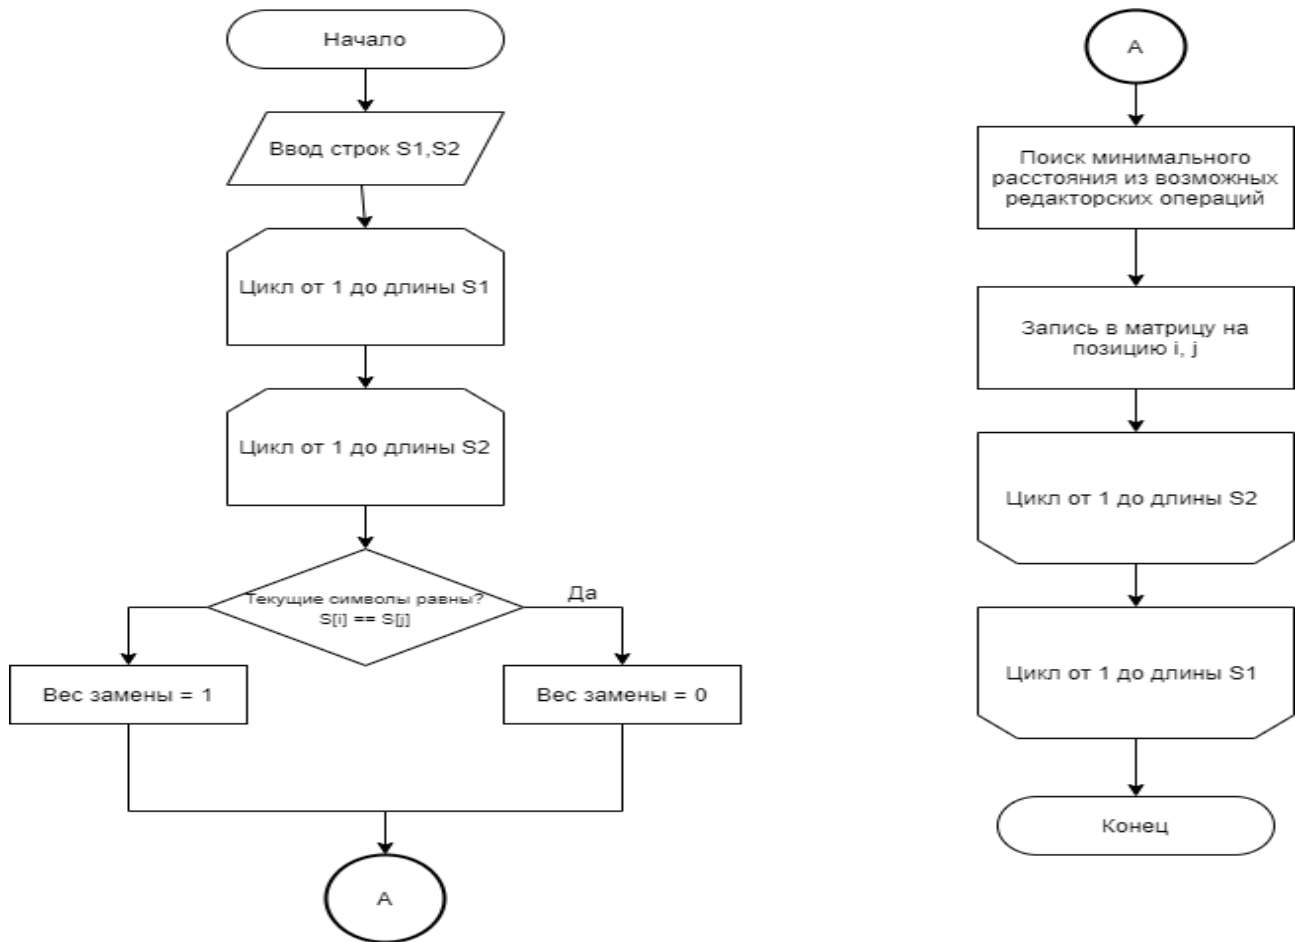 Начало
Ввод строк S1,S2
Цикл от 1 до длины S1
Цикл от 1 до длины S2
Текущие символы равны?
S[i] == S[j]
Да
Вес замены = 1
Вес замены = 0
A
A
Поиск минимального
расстояния из возможных
редакторских операций
Запись в матрицу на
позицию i, j
Цикл от 1 до длины S2
Цикл от 1 до длины S1
Конец